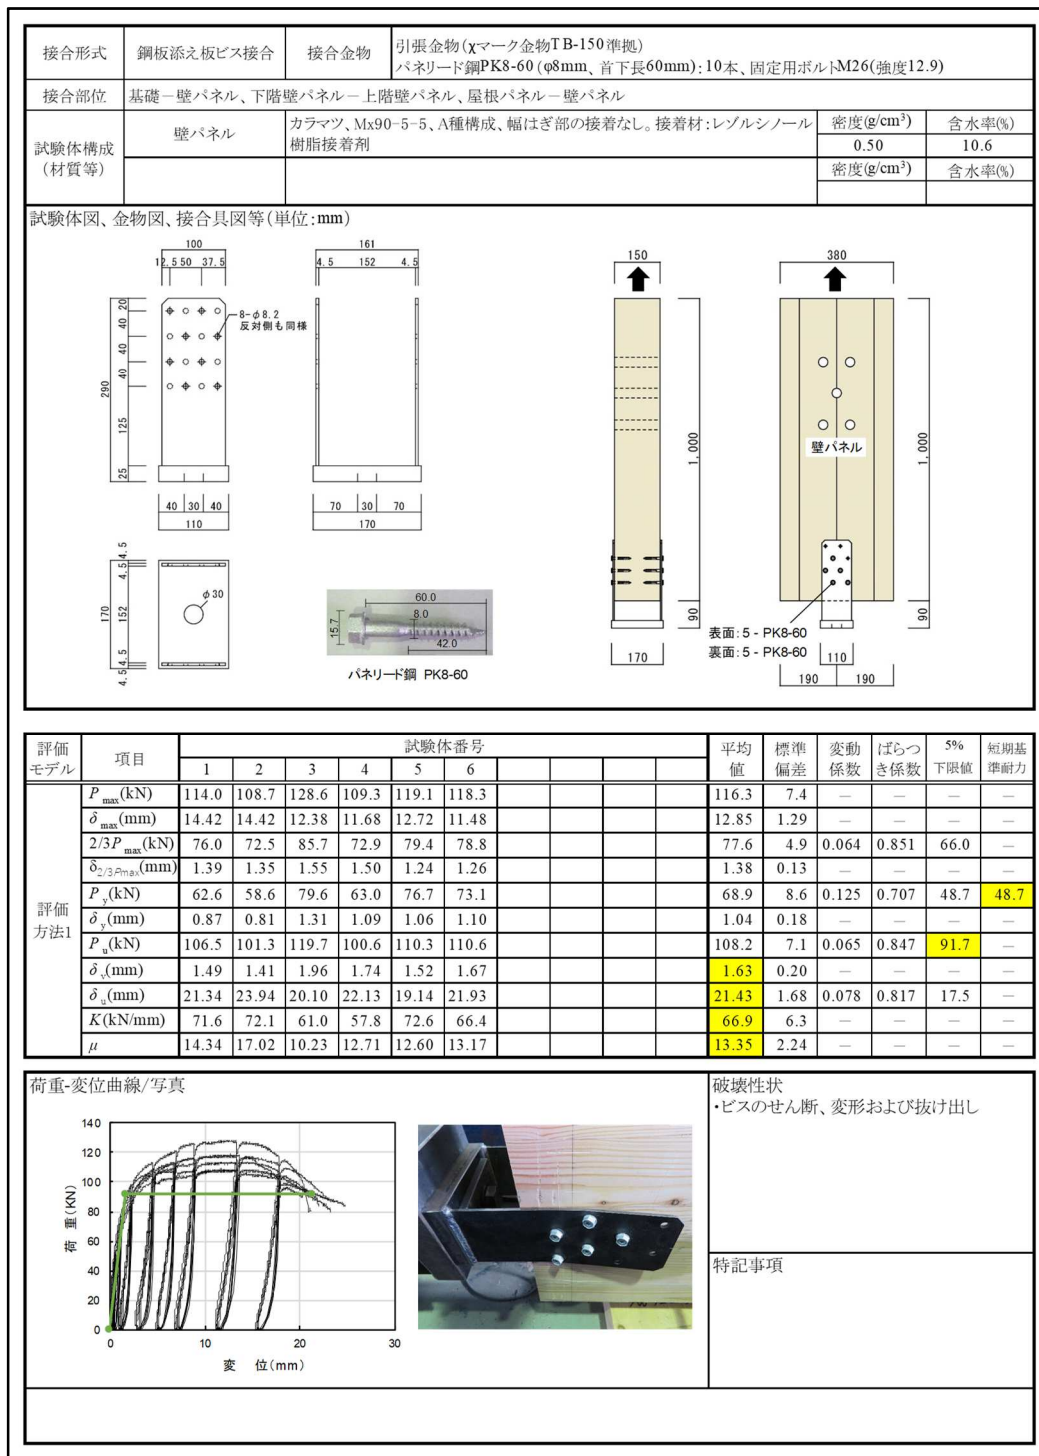 接合形式 鋼板添え板ビス接合 接合金物 引張金物(χマーク金物TB-150準拠)
パネリード鋼PK8-60(φ8mm、首下長60mm):10本、固定用ボルトM26(強度12.9)
接合部位 基礎-壁パネル、下階壁パネル-上階壁パネル、屋根パネル-壁パネル
試験体構成
(材質等)
壁パネル
カラマツ、Mx90-5-5、A種構成、幅はぎ部の接着なし。接着材:レゾルシノール
樹脂接着剤
密度(g/cm³) 含水率(%)
0.50 10.6
密度(g/cm³) 含水率(%)
試験体図、金物図、接合具図等(単位:mm)
100
12.5 50 37.5
20
40
40
40
290
125
25
8-φ8.2
反対側も同様
40 30 40
110
161
4.5 152 4.5
70 30 70
170
4.5
4.5
170
152
4.5
4.5
φ30
60.0
15.7
8.0
42.0
パネリード鋼 PK8-60
150
1,000
90
170
380
壁パネル
1,000
90
表面:5 - PK8-60
裏面:5 - PK8-60
110
190 190
評価
モデル
項目 試験体番号 平均
値 標準
偏差 変動
係数 ばらつ
き係数 5%
下限値 短期基
準耐力
1 2 3 4 5 6
評価
方法1
P max(kN) 114.0 108.7 128.6 109.3 119.1 118.3 116.3 7.4 — — — —
δ max(mm) 14.42 14.42 12.38 11.68 12.72 11.48 12.85 1.29 — — — —
2/3P max(kN) 76.0 72.5 85.7 72.9 79.4 78.8 77.6 4.9 0.064 0.851 66.0 —
δ2/3Pmax(mm) 1.39 1.35 1.55 1.50 1.24 1.26 1.38 0.13 — — — —
P y(kN) 62.6 58.6 79.6 63.0 76.7 73.1 68.9 8.6 0.125 0.707 48.7 48.7
δ y(mm) 0.87 0.81 1.31 1.09 1.06 1.10 1.04 0.18 — — — —
P u(kN) 106.5 101.3 119.7 100.6 110.3 110.6 108.2 7.1 0.065 0.847 91.7 —
δ v(mm) 1.49 1.41 1.96 1.74 1.52 1.67 1.63 0.20 — — — —
δ u(mm) 21.34 23.94 20.10 22.13 19.14 21.93 21.43 1.68 0.078 0.817 17.5 —
K(kN/mm) 71.6 72.1 61.0 57.8 72.6 66.4 66.9 6.3 — — — —
μ 14.34 17.02 10.23 12.71 12.60 13.17 13.35 2.24 — — — —
荷重-変位曲線/写真
140
120
100
80
60
40
20
0
荷 重(KN)
0 10 20 30
変 位(mm)
破壊性状
・ビスのせん断、変形および抜け出し
特記事項